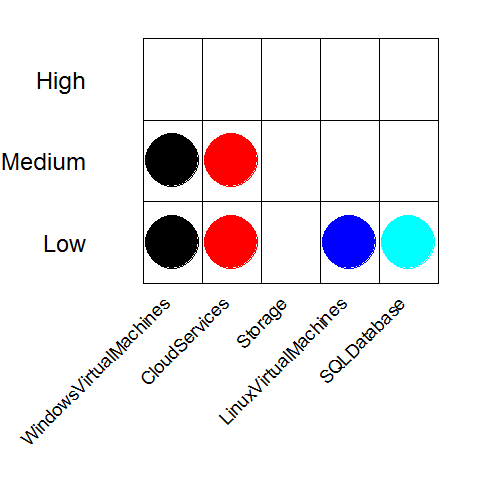 High
Medium
Low
WindowsVirtualMachines
CloudServices
Storage
LinuxVirtualMachines
SQLDatabase